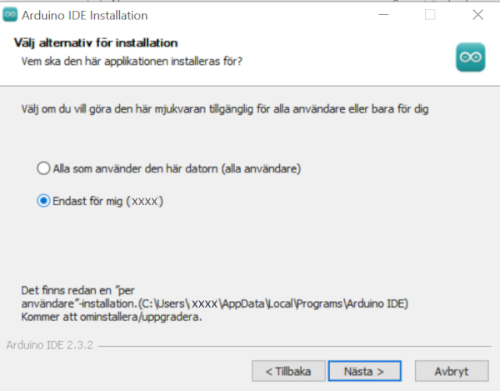 Arduino IDE Installation
Välj alternativ för installation
Vem ska den här applikationen installeras för?
Välj om du vill göra den här mjukvaran tillgänglig för alla användare eller bara för dig
Alla som använder den här datorn (alla användare)
Endast för mig (XXXX)
Det finns redan en "per
användare"-installation.(C:\Users\XXXX\AppData\Local\Programs\Arduino IDE)
Kommer att ominstallera/uppgradera.
Arduino IDE 2.3.2
< Tillbaka
Nästa >
Avbryt